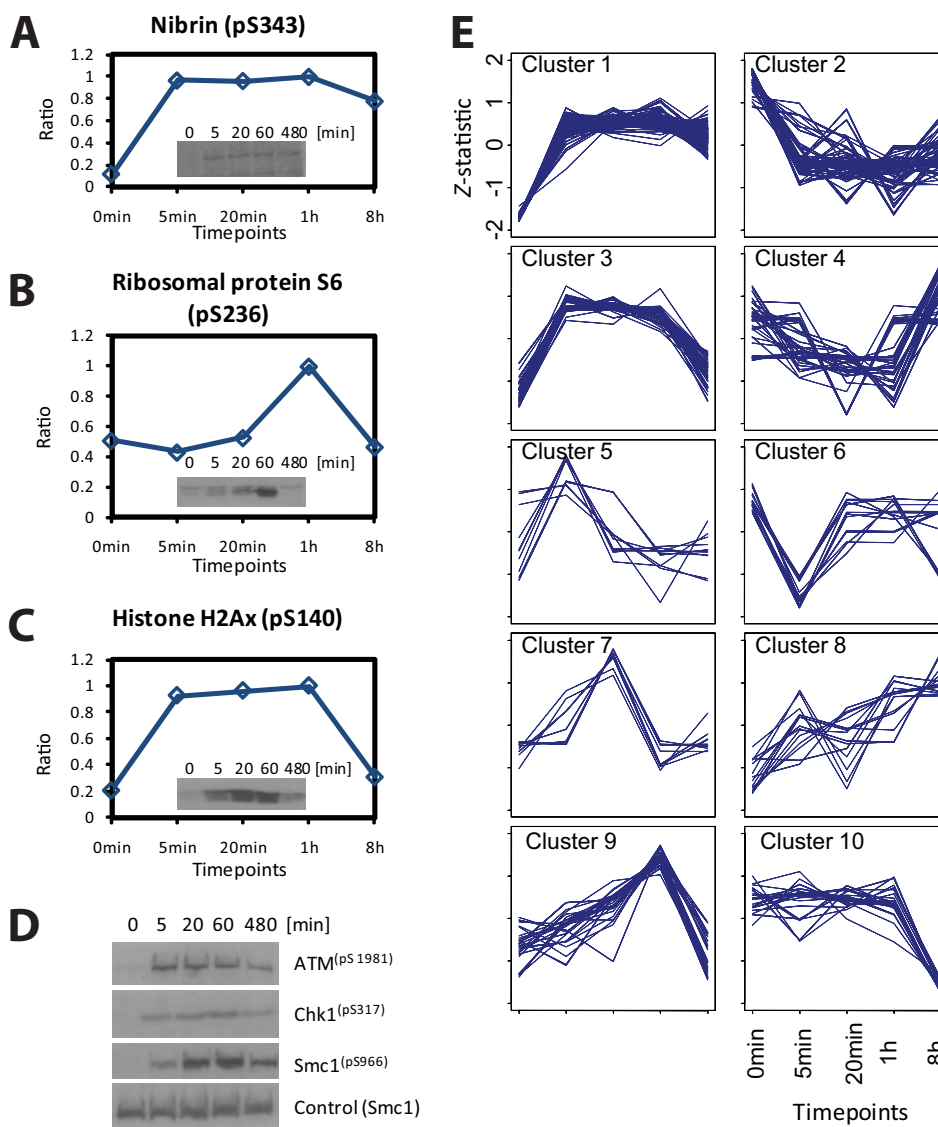 A
Nibrin (pS343)
1.2
1
0.8
0.6
0.4
0.2
0
Ratio
0 5 20 60 480 [min]
0min 5min 20min 1h 8h
Timepoints
B
Ribosomal protein S6
(pS236)
1.2
1
0.8
0.6
0.4
0.2
0
Ratio
0 5 20 60 480 [min]
0min 5min 20min 1h 8h
Timepoints
C
Histone H2Ax (pS140)
1.2
1
0.8
0.6
0.4
0.2
0
Ratio
0 5 20 60 480 [min]
0min 5min 20min 1h 8h
Timepoints
D
0 5 20 60 480 [min]
ATM(pS 1981)
Chk1(pS317)
Smc1(pS966)
Control (Smc1)
E
Z-statistic
2
1
0
-1
-2
Cluster 1
Cluster 2
Cluster 3
Cluster 4
Cluster 5
Cluster 6
Cluster 7
Cluster 8
Cluster 9
Cluster 10
0min 5min 20min 1h 8h
Timepoints